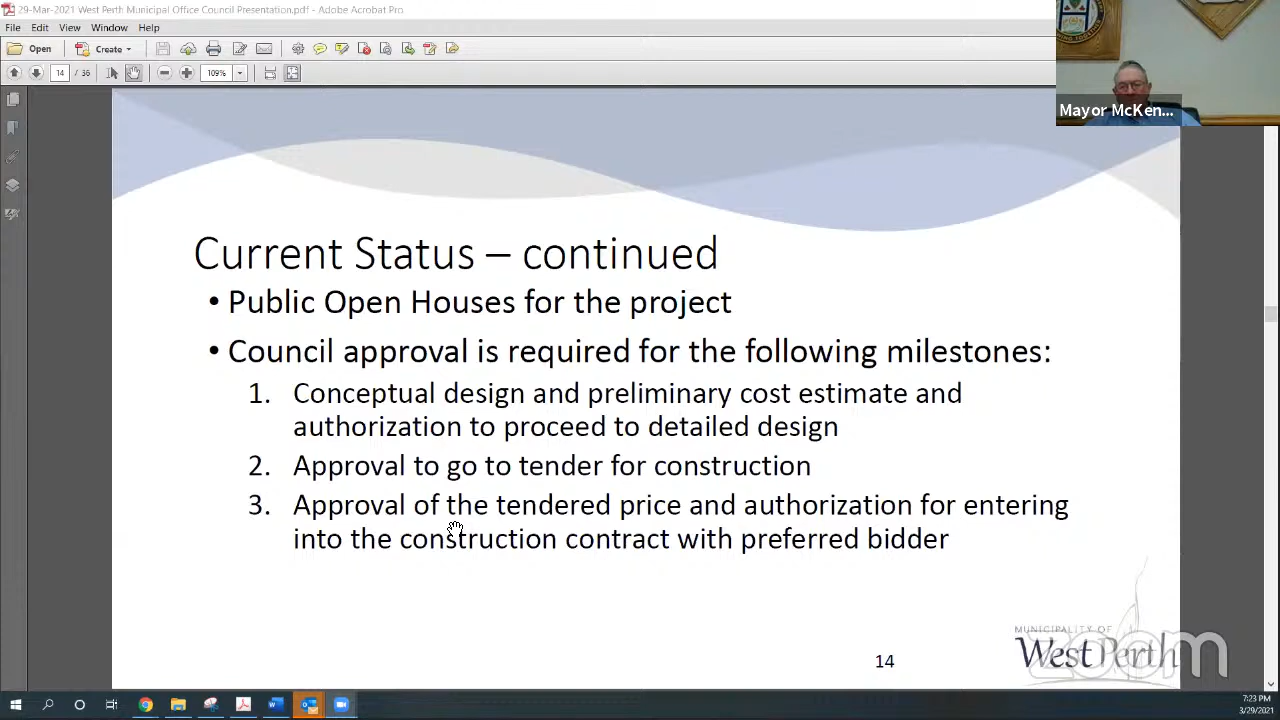 29-Mar-2021 West Perth Municipal Office Council Presentation.pdf - Adobe Acrobat Pro
File Edit View Window Help
Open Create
14 / 36 109%
Mayor McKen...
Current Status – continued
• Public Open Houses for the project
• Council approval is required for the following milestones:
1. Conceptual design and preliminary cost estimate and
authorization to proceed to detailed design
2. Approval to go to tender for construction
3. Approval of the tendered price and authorization for entering
into the construction contract with preferred bidder
MUNICIPALITY OF
West Perth
zoom
14
7:23 PM
3/29/2021